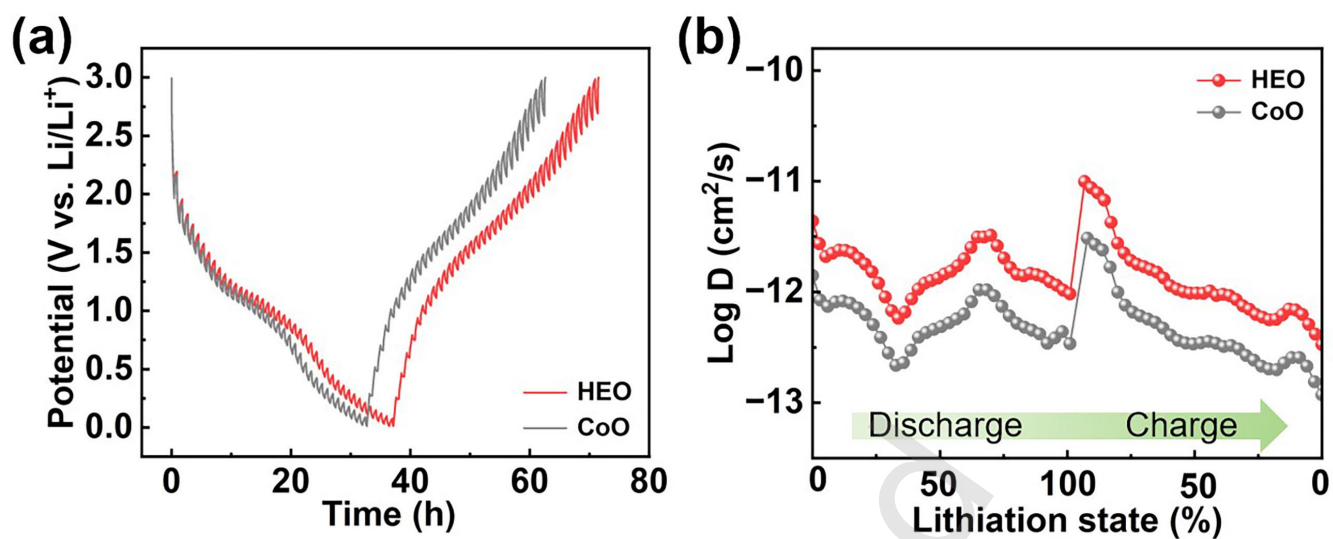 (a)
Potential (V vs. Li/Li⁺)
3.0
2.5
2.0
1.5
1.0
0.5
0.0
HEO
CoO
0 20 40 60 80
Time (h)
(b)
Log D (cm²/s)
−10
−11
−12
−13
HEO
CoO
Discharge Charge
0 50 100 50 0
Lithiation state (%)